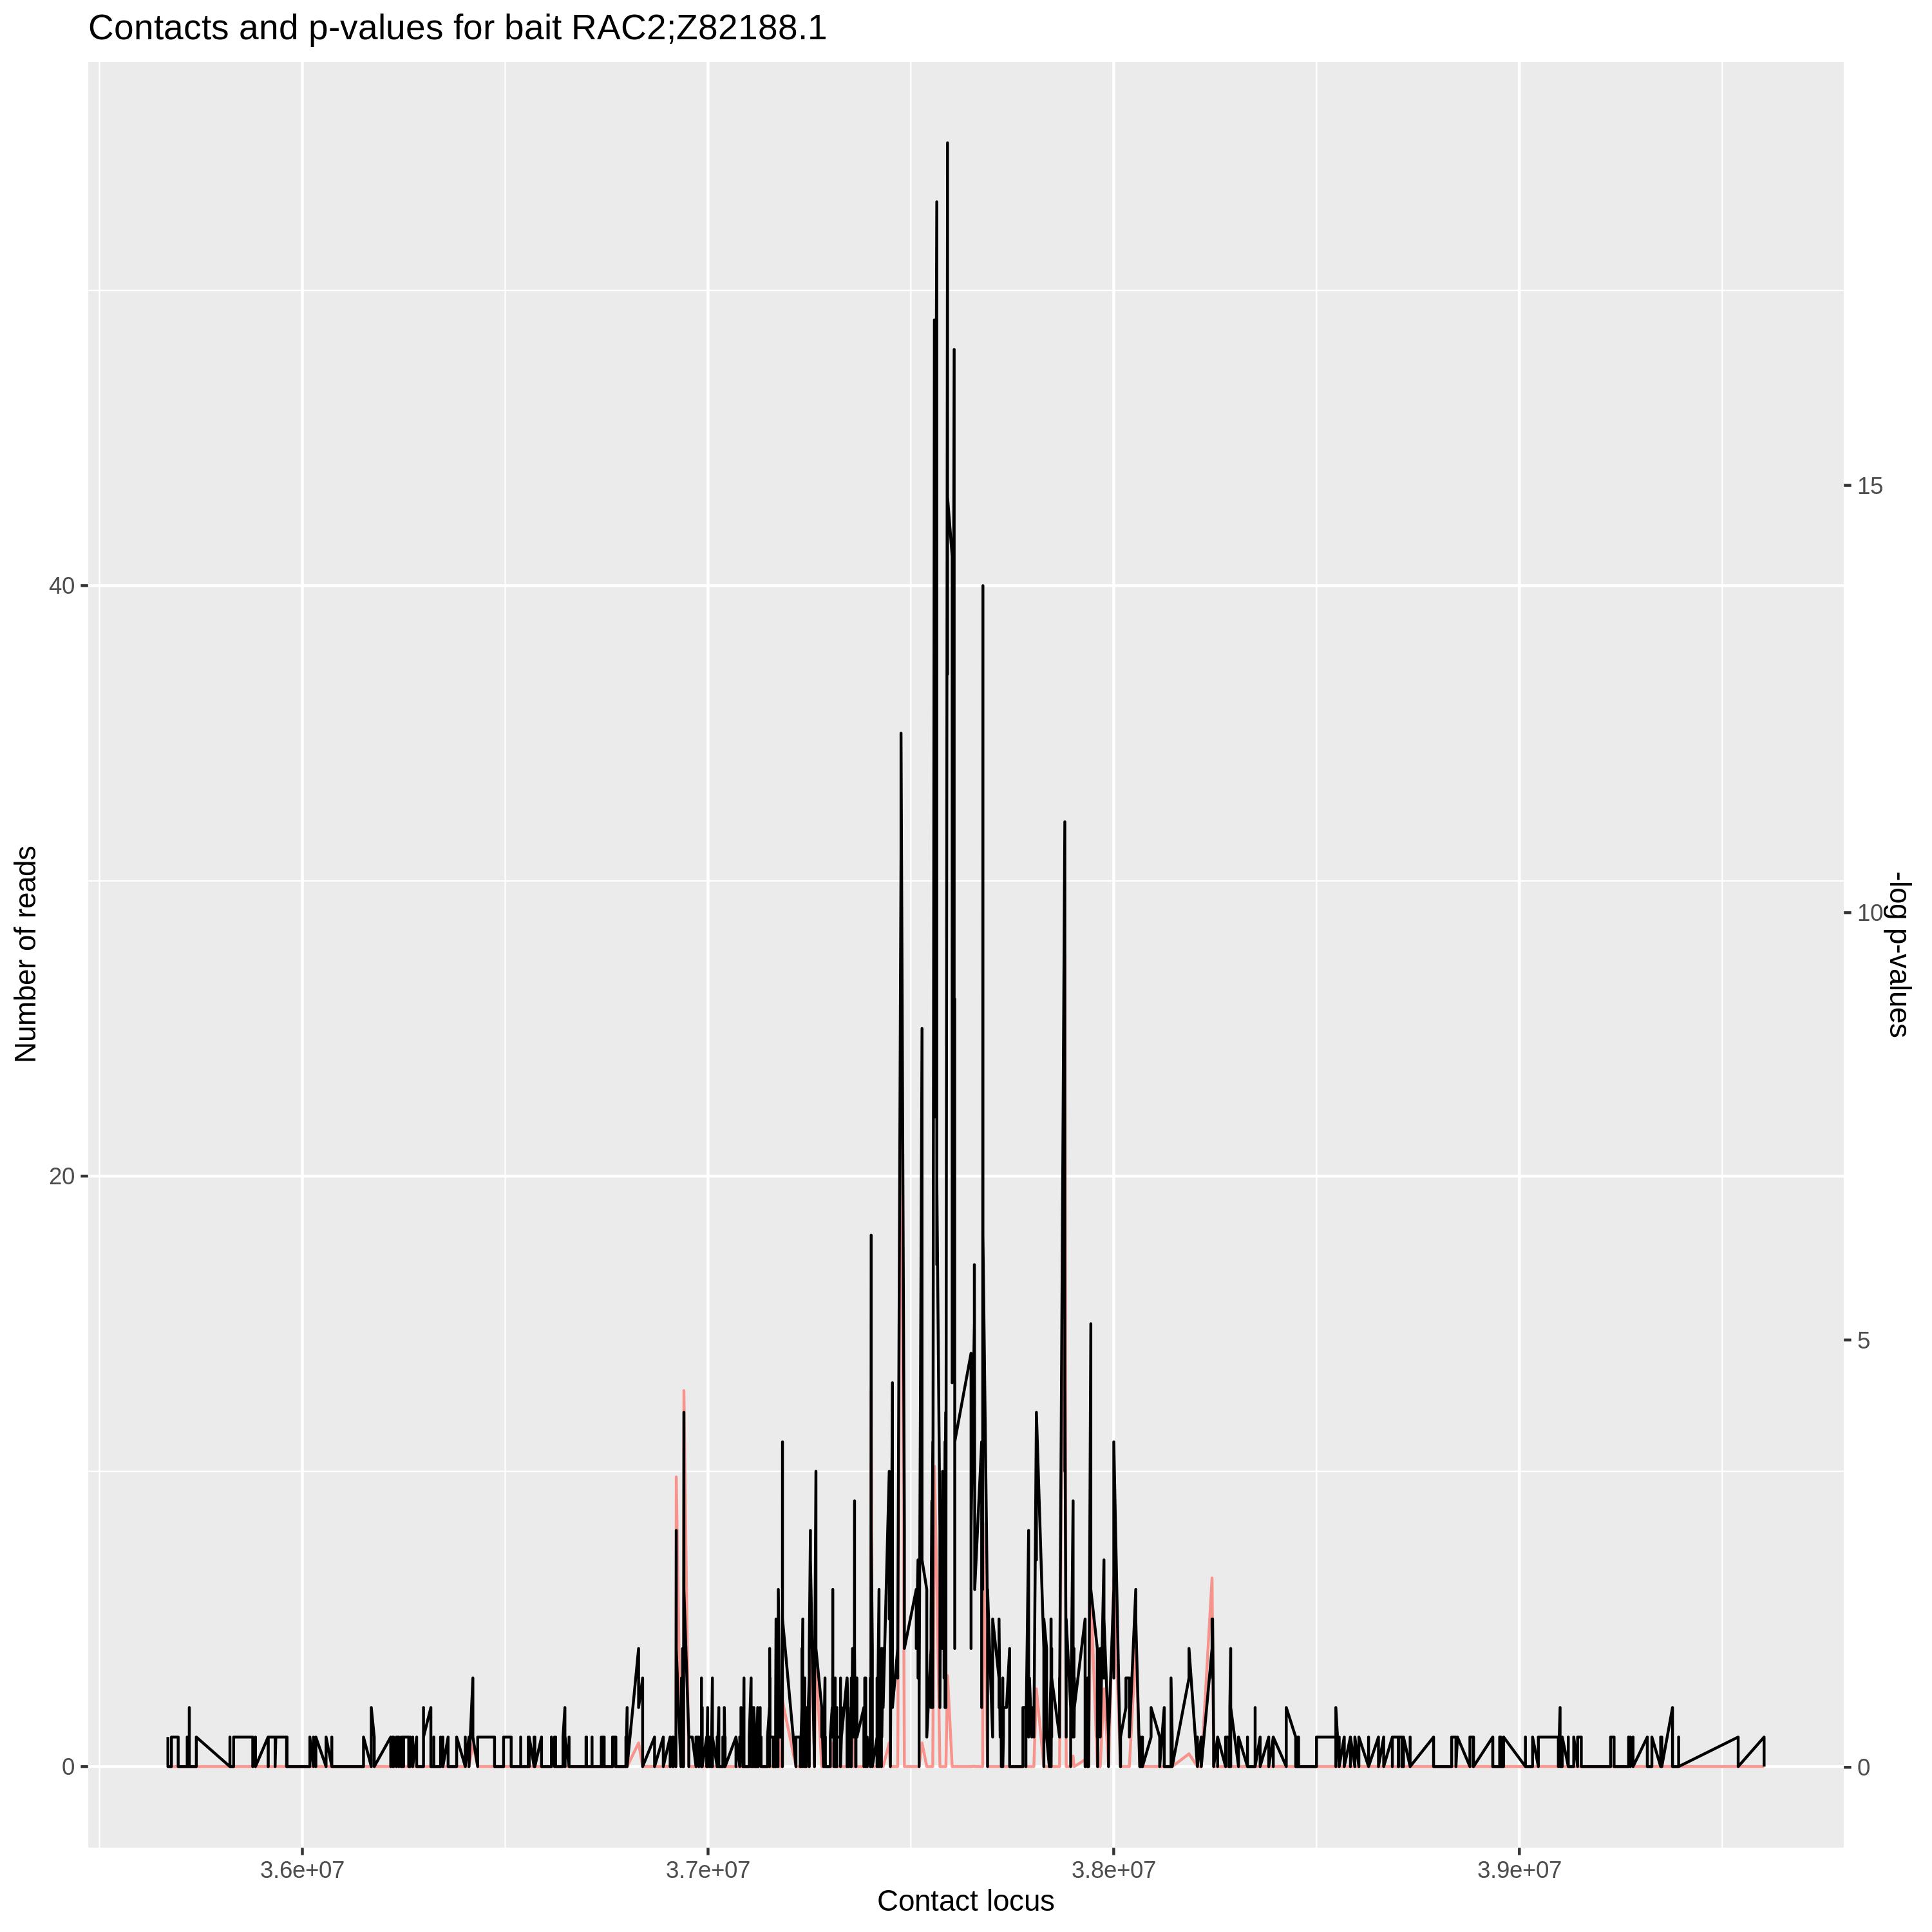 Contacts and p-values for bait RAC2;Z82188.1
Number of reads
40
20
0
15
10
5
0
-log p-values
3.6e+07 3.7e+07 3.8e+07 3.9e+07
Contact locus